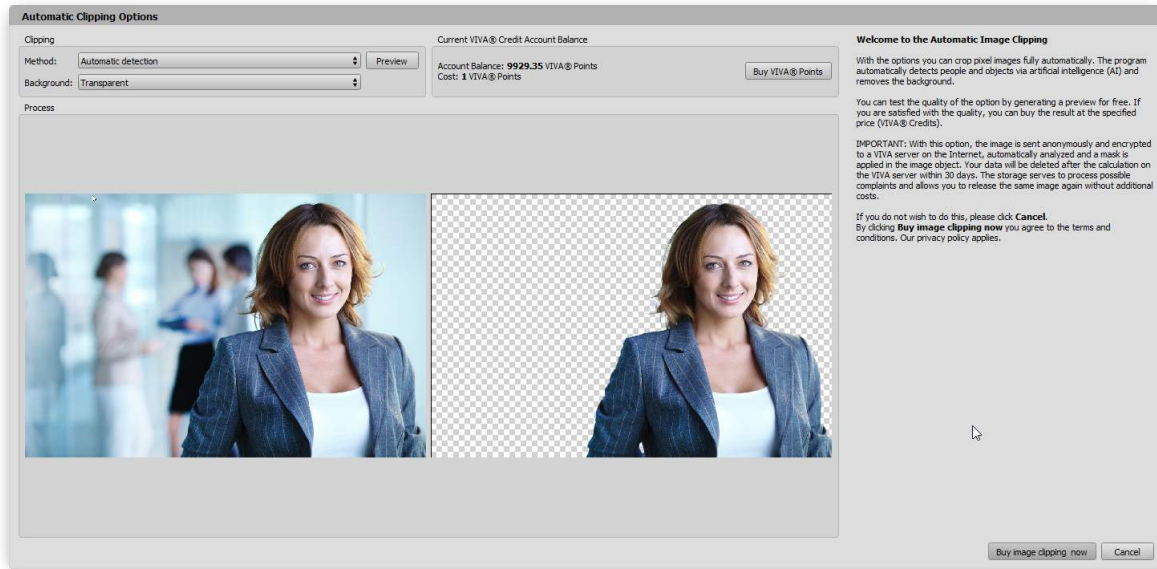 Automatic Clipping Options
Clipping
Method:
Automatic detection
Preview
Background:
Transparent
Current VIVA® Credit Account Balance
Account Balance: 9929.35 VIVA® Points
Cost: 1 VIVA® Points
Buy VIVA® Points
Process
Welcome to the Automatic Image Clipping
With the options you can crop pixel images fully automatically. The program
automatically detects people and objects via artificial intelligence (AI) and
removes the background.
You can test the quality of the option by generating a preview for free. If
you are satisfied with the quality, you can buy the result at the specified
price (VIVA® Credits).
IMPORTANT: With this option, the image is sent anonymously and encrypted
to a VIVA server on the Internet, automatically analyzed and a mask is
applied in the image object. Your data will be deleted after the calculation on
the VIVA server within 30 days. The storage serves to process possible
complaints and allows you to release the same image again without additional
costs.
If you do not wish to do this, please click Cancel.
By clicking Buy image clipping now you agree to the terms and
conditions. Our privacy policy applies.
Buy image clipping now
Cancel